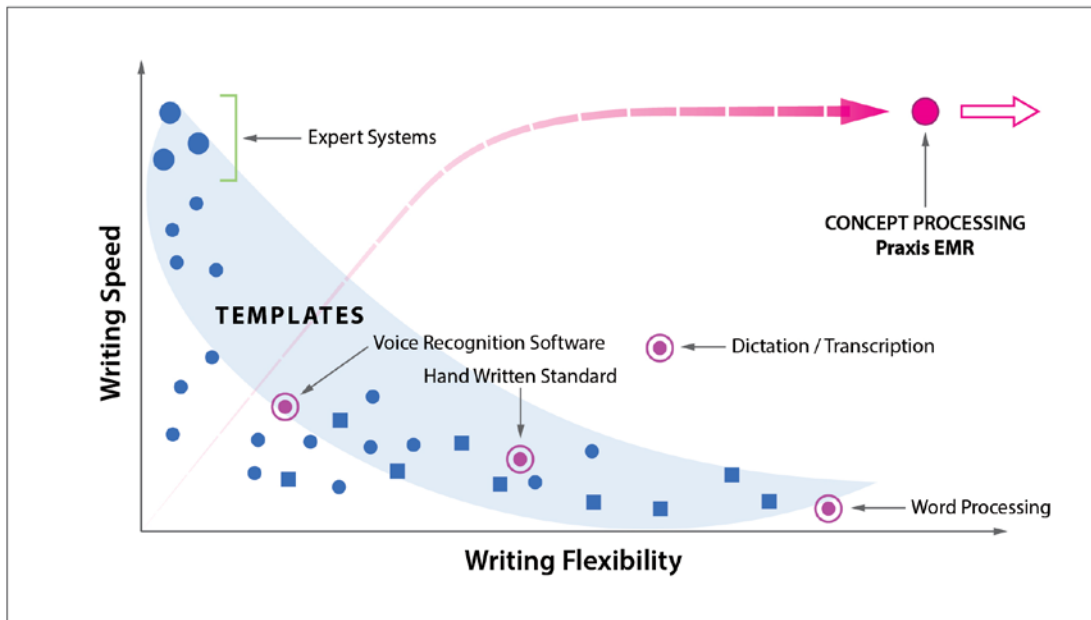 Expert Systems
CONCEPT PROCESSING
Praxis EMR
Writing Speed
TEMPLATES
Voice Recognition Software
Dictation / Transcription
Hand Written Standard
Word Processing
Writing Flexibility